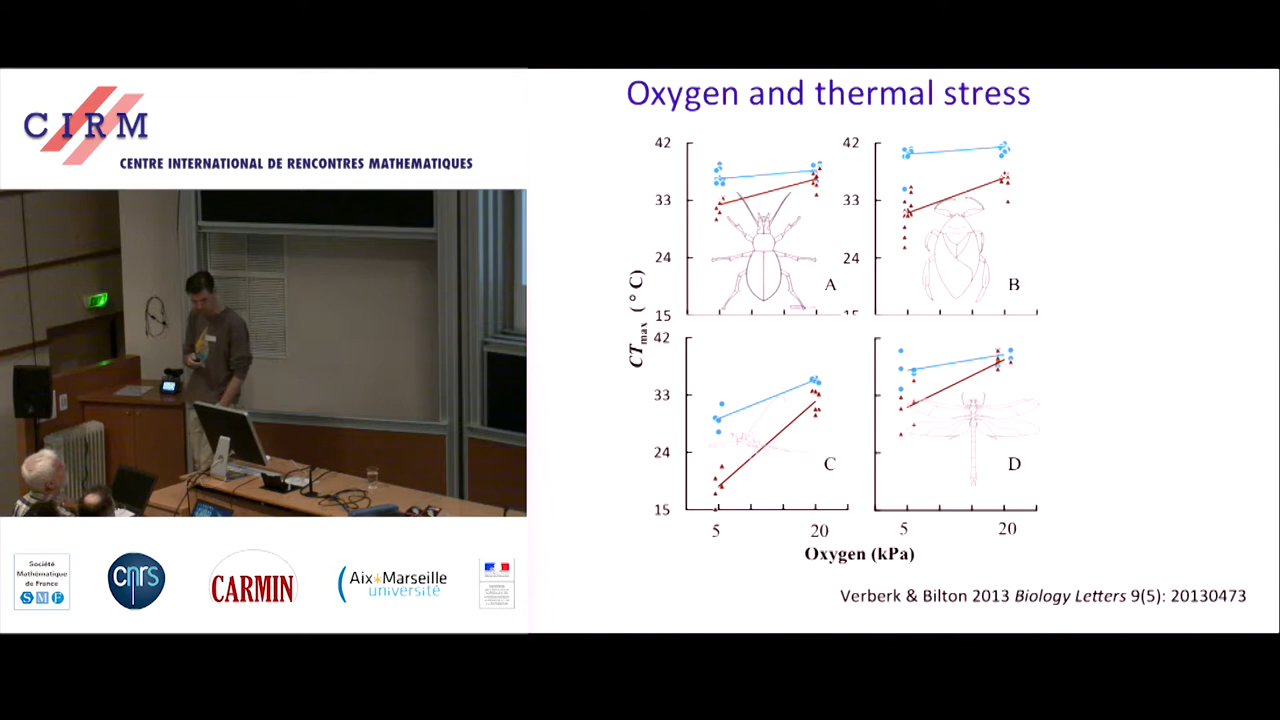 CIRM
CENTRE INTERNATIONAL DE RENCONTRES MATHEMATIQUES
Oxygen and thermal stress
42
33
24
15
A
42
33
24
15
B
CTmax (°C)
42
33
24
15
C
D
5
20
5
20
Oxygen (kPa)
Verberk & Bilton 2013 Biology Letters 9(5): 20130473
Société
Mathématique
de France
SMF
cnrs
CARMIN
Aix*Marseille
université